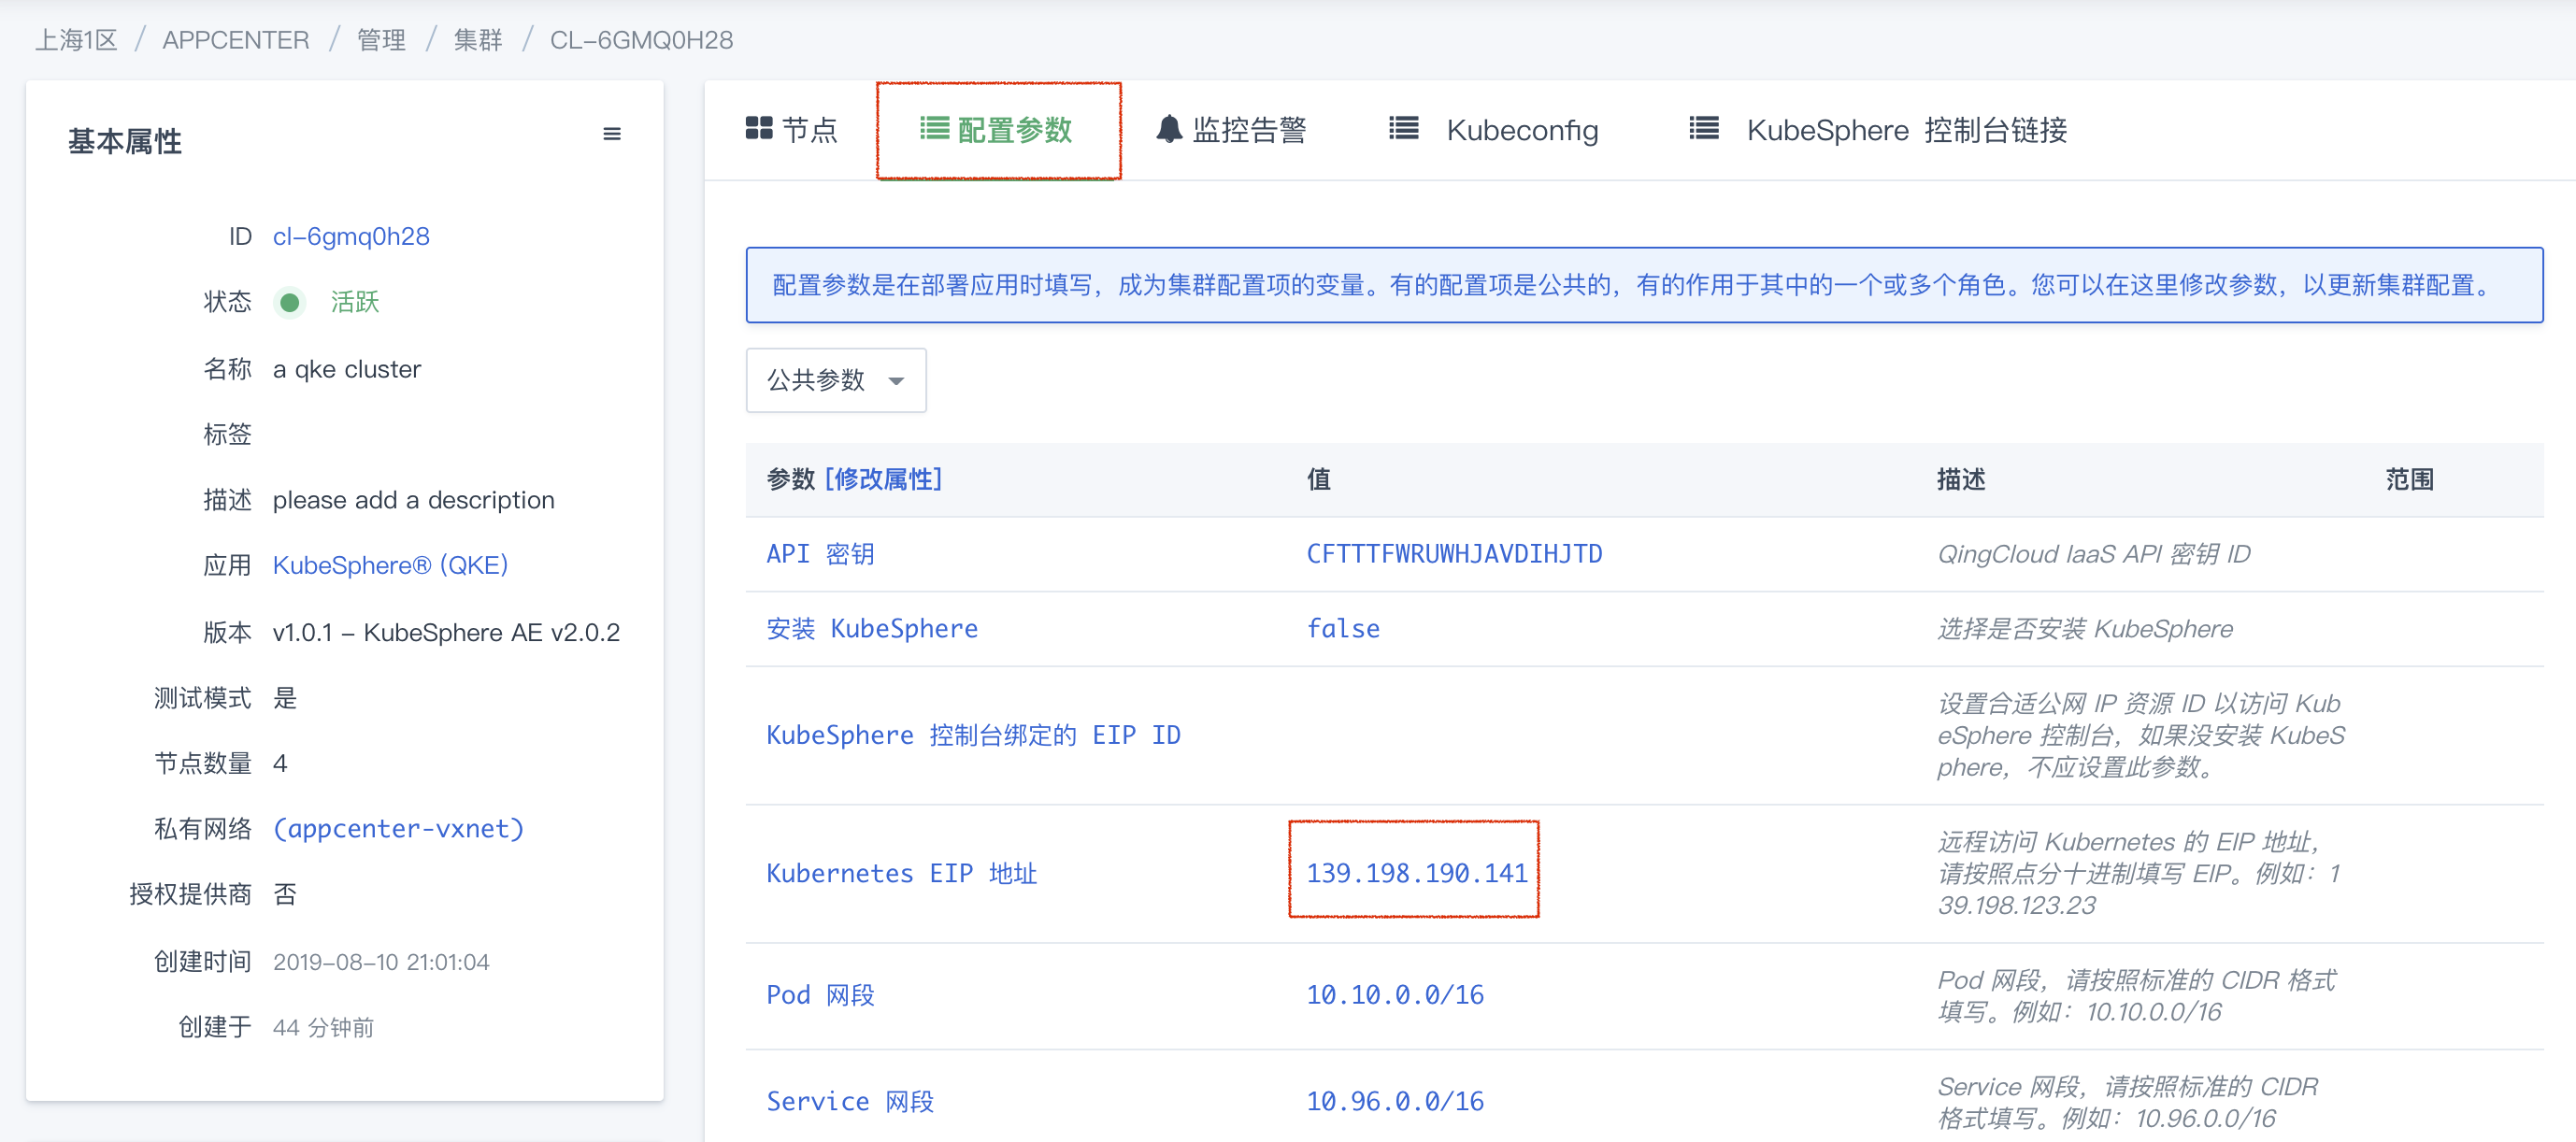 上海1区 / APPCENTER / 管理 / 集群 / CL-6GMQ0H28
基本属性
ID cl-6gmq0h28
状态 活跃
名称 a qke cluster
标签
描述 please add a description
应用 KubeSphere® (QKE)
版本 v1.0.1 - KubeSphere AE v2.0.2
测试模式 是
节点数量 4
私有网络 (appcenter-vxnet)
授权提供商 否
创建时间 2019-08-10 21:01:04
创建于 44 分钟前
节点 配置参数 监控告警 Kubeconfig KubeSphere 控制台链接
配置参数是在部署应用时填写，成为集群配置项的变量。有的配置项是公共的，有的作用于其中的一个或多个角色。您可以在这里修改参数，以更新集群配置。
公共参数
参数 [修改属性] 值 描述 范围
API 密钥 CFTTTFWRUWHJAVDIHJTD QingCloud IaaS API 密钥 ID
安装 KubeSphere false 选择是否安装 KubeSphere
KubeSphere 控制台绑定的 EIP ID
设置合适公网 IP 资源 ID 以访问 Kub
eSphere 控制台，如果没安装 KubeS
phere，不应设置此参数。
Kubernetes EIP 地址 139.198.190.141
远程访问 Kubernetes 的 EIP 地址，
请按照点分十进制填写 EIP。例如：1
39.198.123.23
Pod 网段 10.10.0.0/16
Pod 网段，请按照标准的 CIDR 格式
填写。例如：10.10.0.0/16
Service 网段 10.96.0.0/16
Service 网段，请按照标准的 CIDR
格式填写。例如：10.96.0.0/16